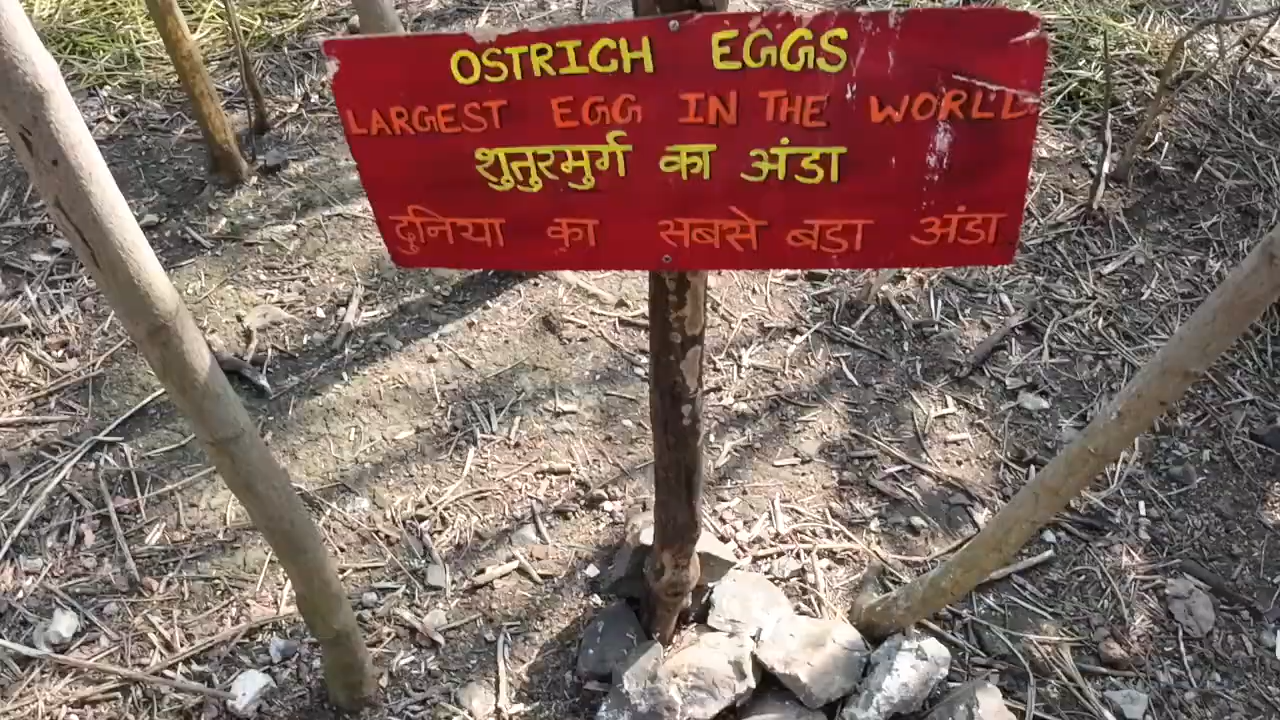 OSTRICH EGGS
LARGEST EGG IN THE WORLD
शुतुरमुर्ग का अंडा
दुनिया का सबसे बडा अंडा